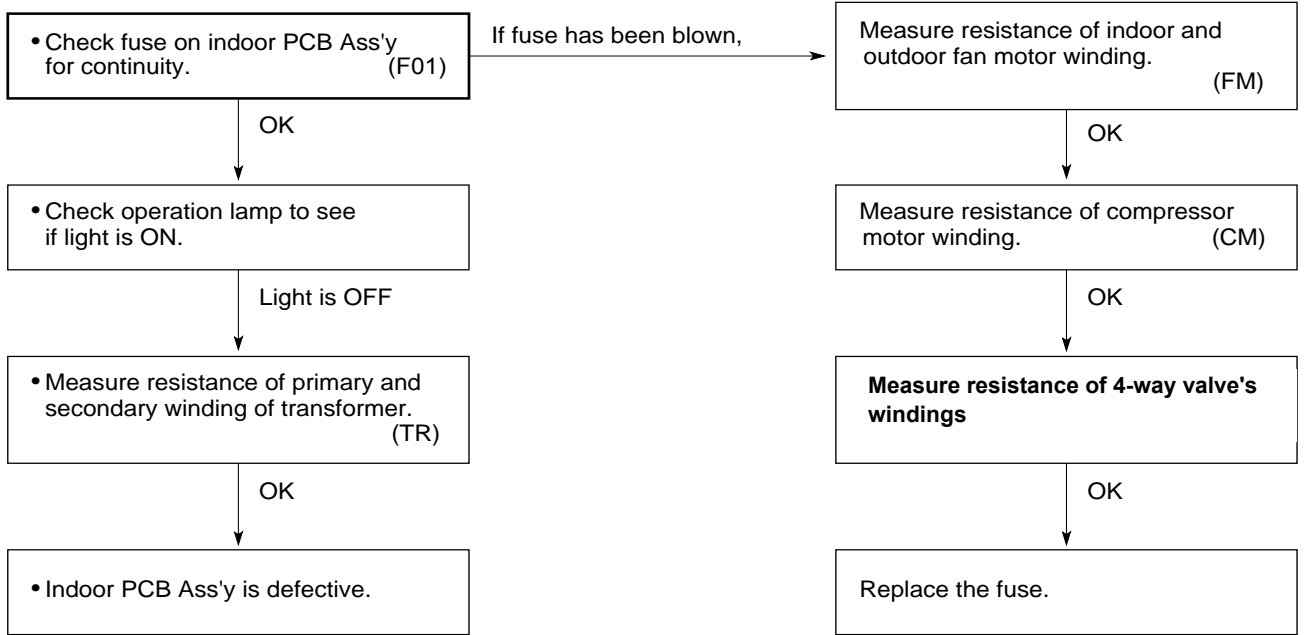 • Check fuse on indoor PCB Ass'y
for continuity. (F01)
If fuse has been blown,
Measure resistance of indoor and
outdoor fan motor winding.
(FM)
OK
OK
• Check operation lamp to see
if light is ON.
Measure resistance of compressor
motor winding. (CM)
Light is OFF
OK
• Measure resistance of primary and
secondary winding of transformer.
(TR)
Measure resistance of 4-way valve's
windings
OK
OK
• Indoor PCB Ass'y is defective.
Replace the fuse.